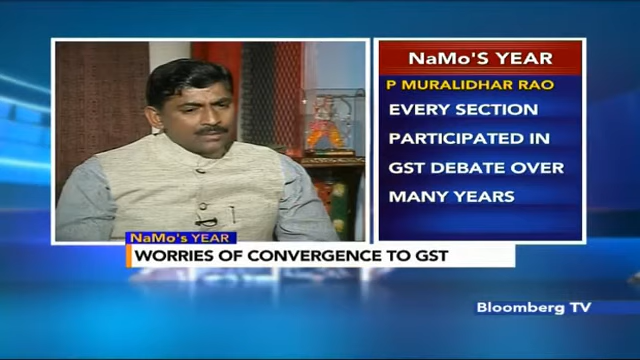 NaMo'S YEAR
P MURALIDHAR RAO
EVERY SECTION
PARTICIPATED IN
GST DEBATE OVER
MANY YEARS
NaMo's YEAR
WORRIES OF CONVERGENCE TO GST
Bloomberg TV